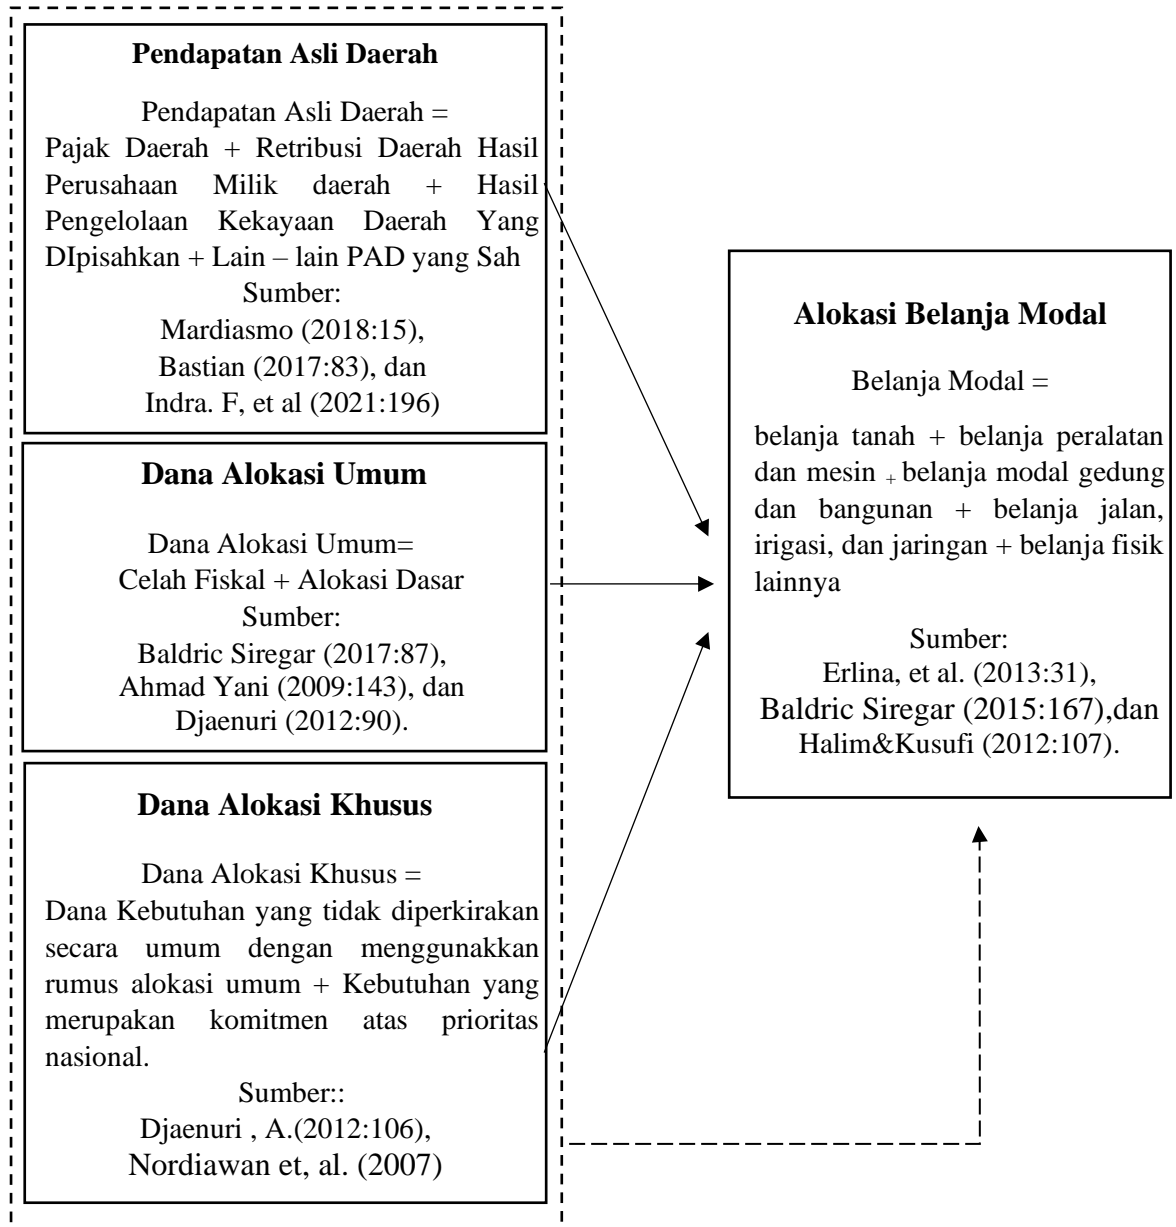 Pendapatan Asli Daerah
Pendapatan Asli Daerah =
Pajak Daerah + Retribusi Daerah Hasil
Perusahaan Milik daerah + Hasil
Pengelolaan Kekayaan Daerah Yang
DIpisahkan + Lain – lain PAD yang Sah
Sumber:
Mardiasmo (2018:15),
Bastian (2017:83), dan
Indra. F, et al (2021:196)
Dana Alokasi Umum
Dana Alokasi Umum=
Celah Fiskal + Alokasi Dasar
Sumber:
Baldric Siregar (2017:87),
Ahmad Yani (2009:143), dan
Djaenuri (2012:90).
Dana Alokasi Khusus
Dana Alokasi Khusus =
Dana Kebutuhan yang tidak diperkirakan
secara umum dengan menggunakkan
rumus alokasi umum + Kebutuhan yang
merupakan komitmen atas prioritas
nasional.
Sumber::
Djaenuri , A.(2012:106),
Nordiawan et, al. (2007)
Alokasi Belanja Modal
Belanja Modal =
belanja tanah + belanja peralatan
dan mesin + belanja modal gedung
dan bangunan + belanja jalan,
irigasi, dan jaringan + belanja fisik
lainnya
Sumber:
Erlina, et al. (2013:31),
Baldric Siregar (2015:167),dan
Halim&Kusufi (2012:107).